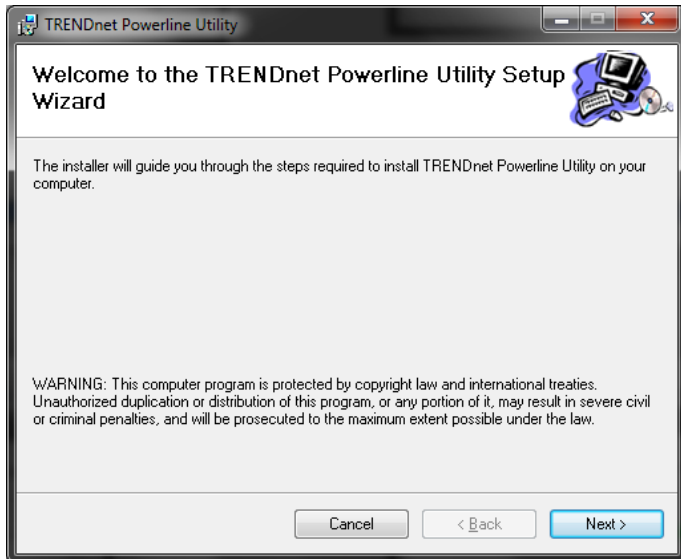 TRENDnet Powerline Utility
Welcome to the TRENDnet Powerline Utility Setup
Wizard
The installer will guide you through the steps required to install TRENDnet Powerline Utility on your
computer.
WARNING: This computer program is protected by copyright law and international treaties.
Unauthorized duplication or distribution of this program, or any portion of it, may result in severe civil
or criminal penalties, and will be prosecuted to the maximum extent possible under the law.
Cancel
< Back
Next >